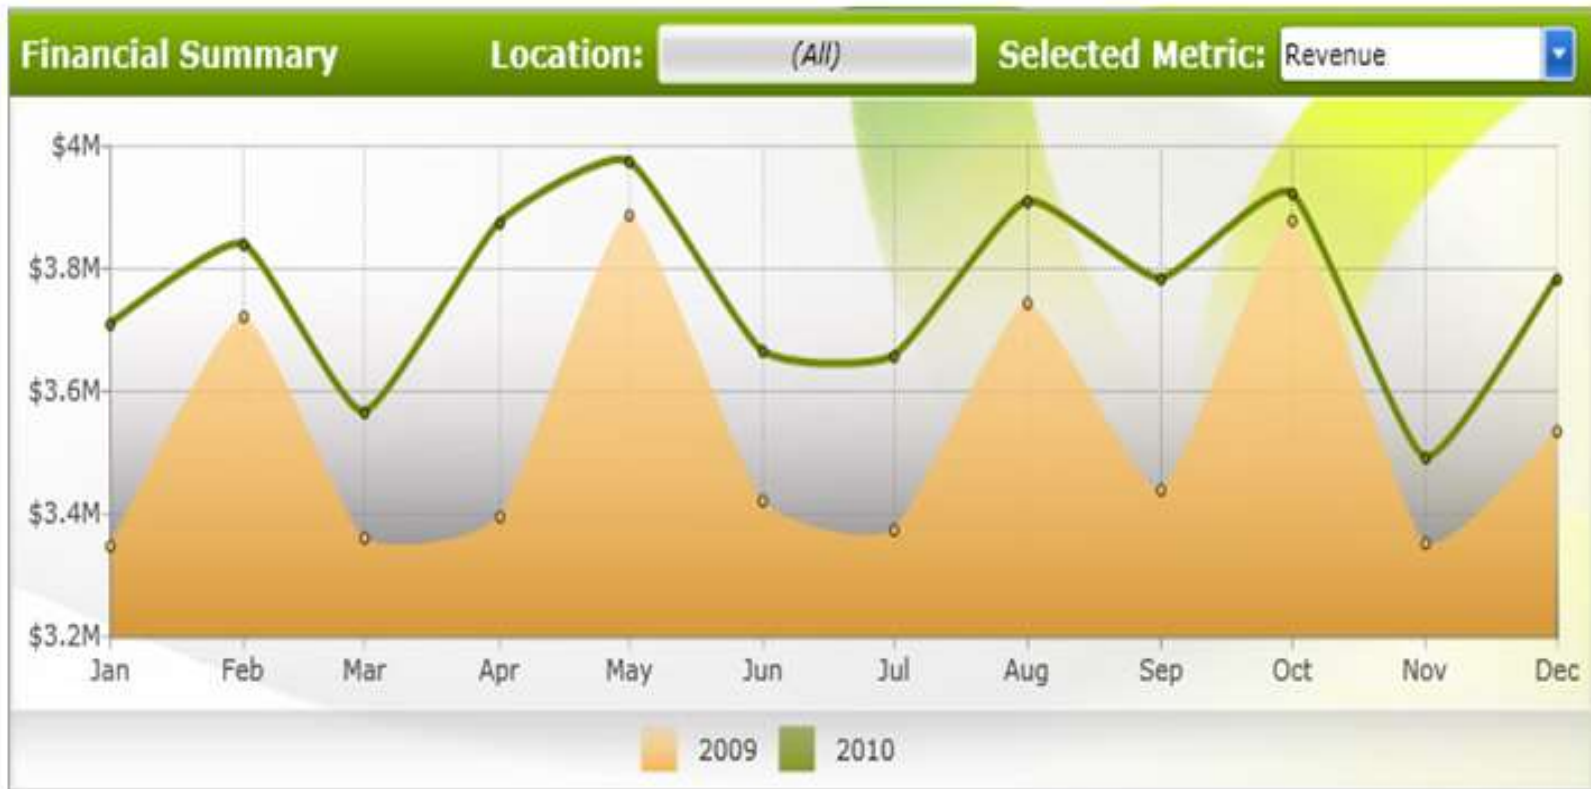 Financial Summary Location: (All) Selected Metric: Revenue
$4M
$3.8M
$3.6M
$3.4M
$3.2M
Jan Feb Mar Apr May Jun Jul Aug Sep Oct Nov Dec
2009 2010